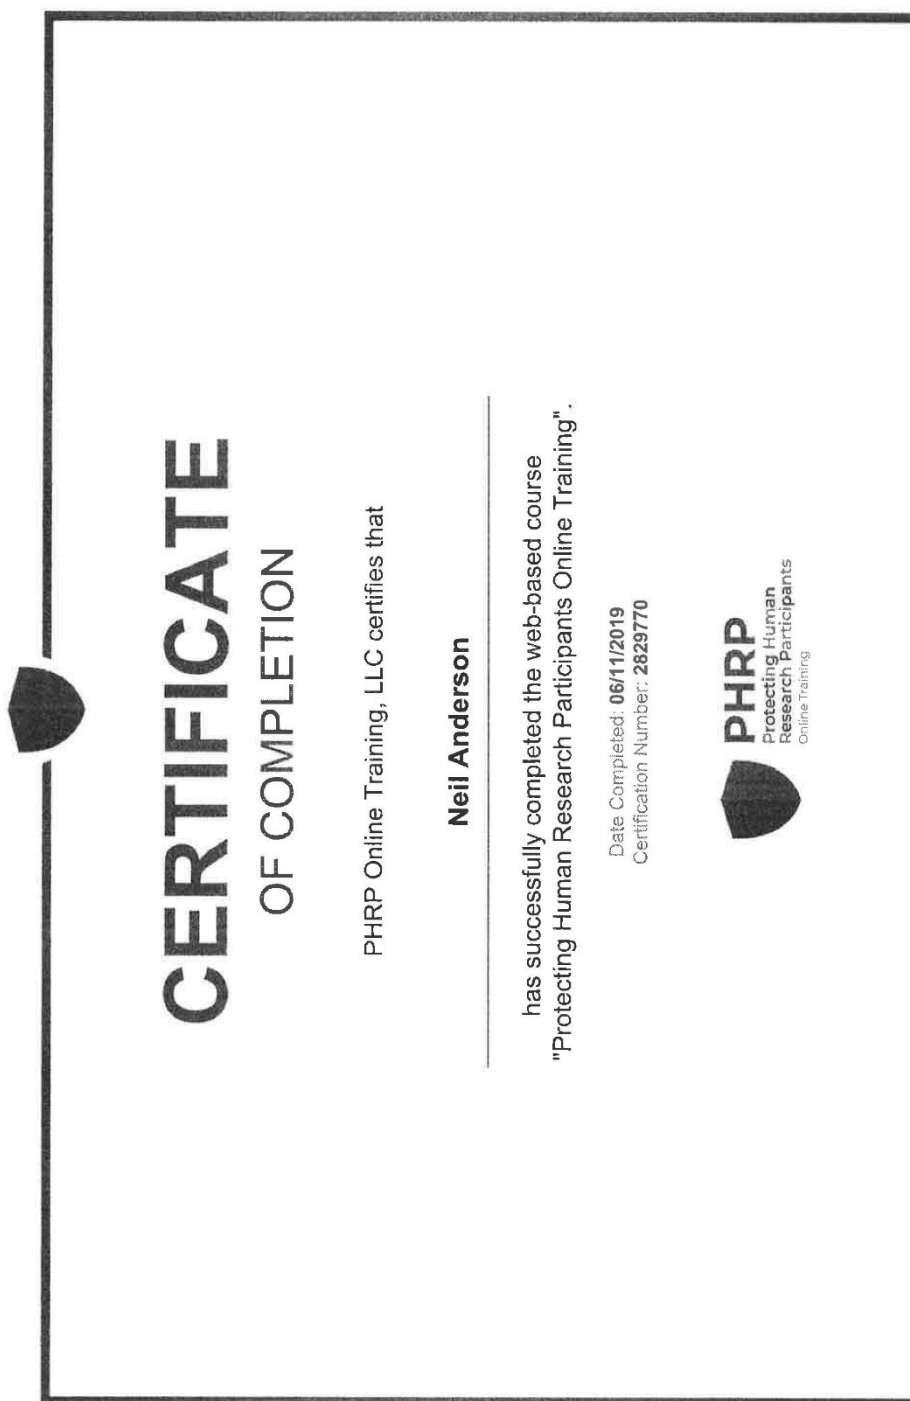 CERTIFICATE
OF COMPLETION
PHRP Online Training, LLC certifies that
Neil Anderson
has successfully completed the web-based course
"Protecting Human Research Participants Online Training".
Date Completed: 06/11/2019
Certification Number: 2829770
PHRP
Protecting Human
Research Participants
Online Training